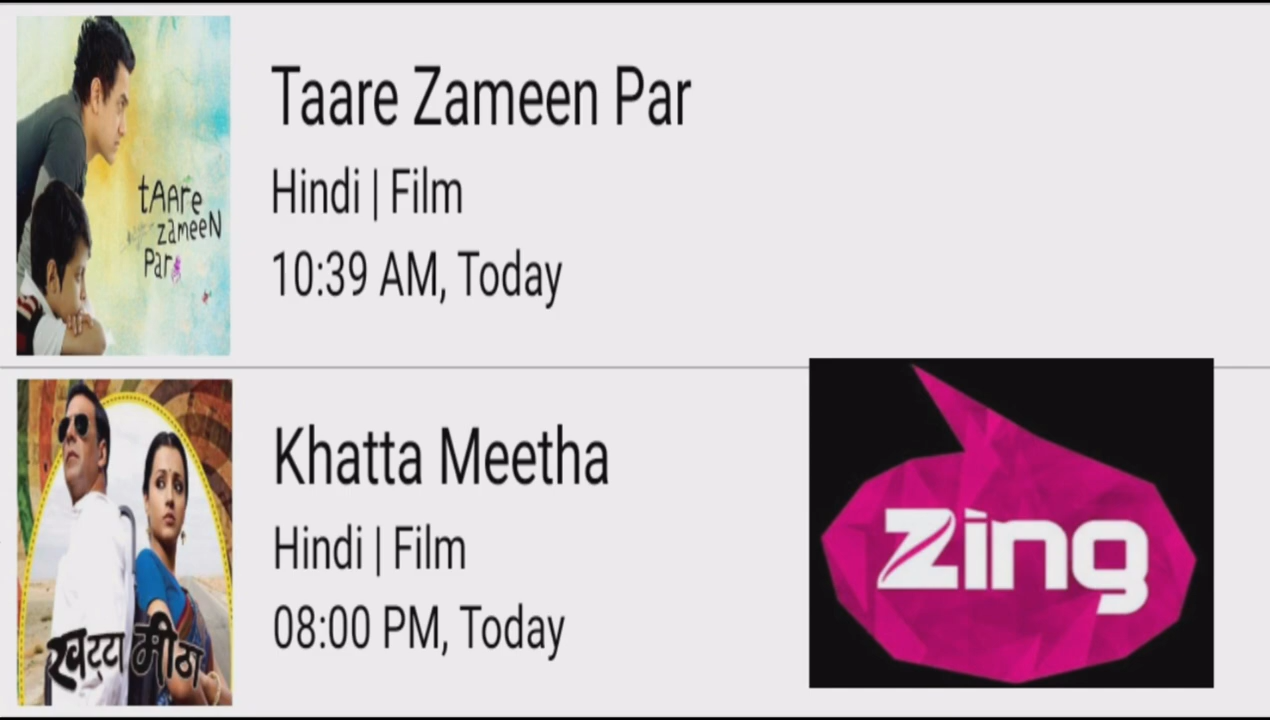 tAAre
zameeN
Par
Taare Zameen Par
Hindi | Film
10:39 AM, Today
खट्टा मीठा
Khatta Meetha
Hindi | Film
08:00 PM, Today
Zing